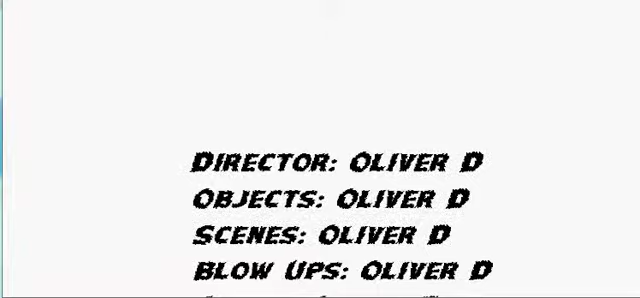 Director: Oliver D
Objects: Oliver D
Scenes: Oliver D
Blow Ups: Oliver D